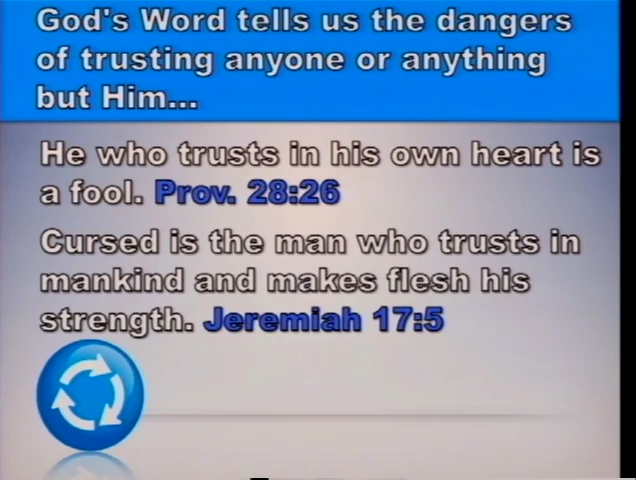 God's Word tells us the dangers
of trusting anyone or anything
but Him...
He who trusts in his own heart is
a fool. Prov. 28:26
Cursed is the man who trusts in
mankind and makes flesh his
strength. Jeremiah 17:5